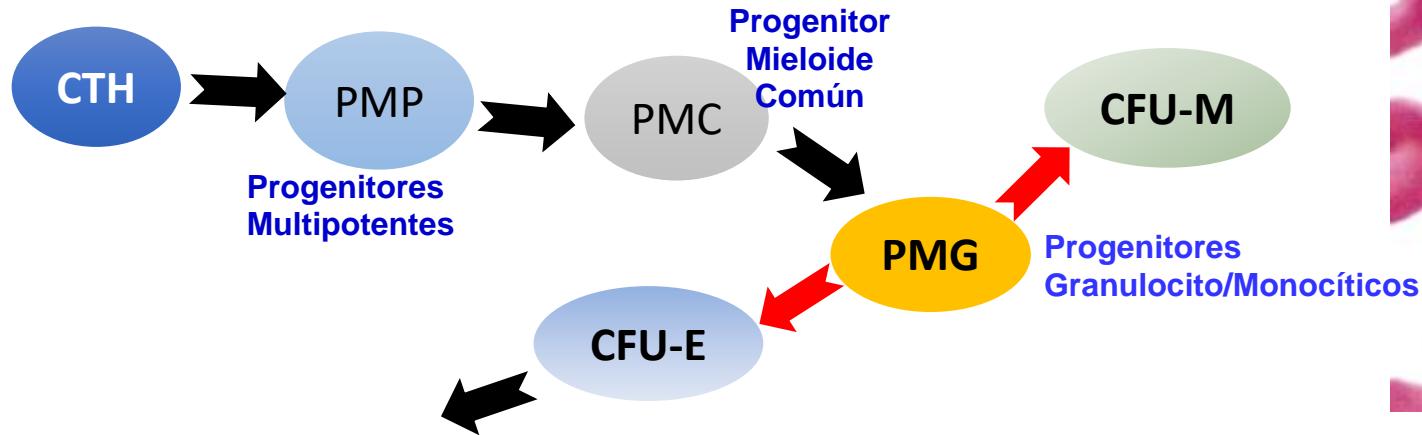 CTH
PMP
Progenitores
Multipotentes
PMC
Progenitor
Mieloide
Común
CFU-M
PMG
Progenitores
Granulocito/Monocíticos
CFU-E